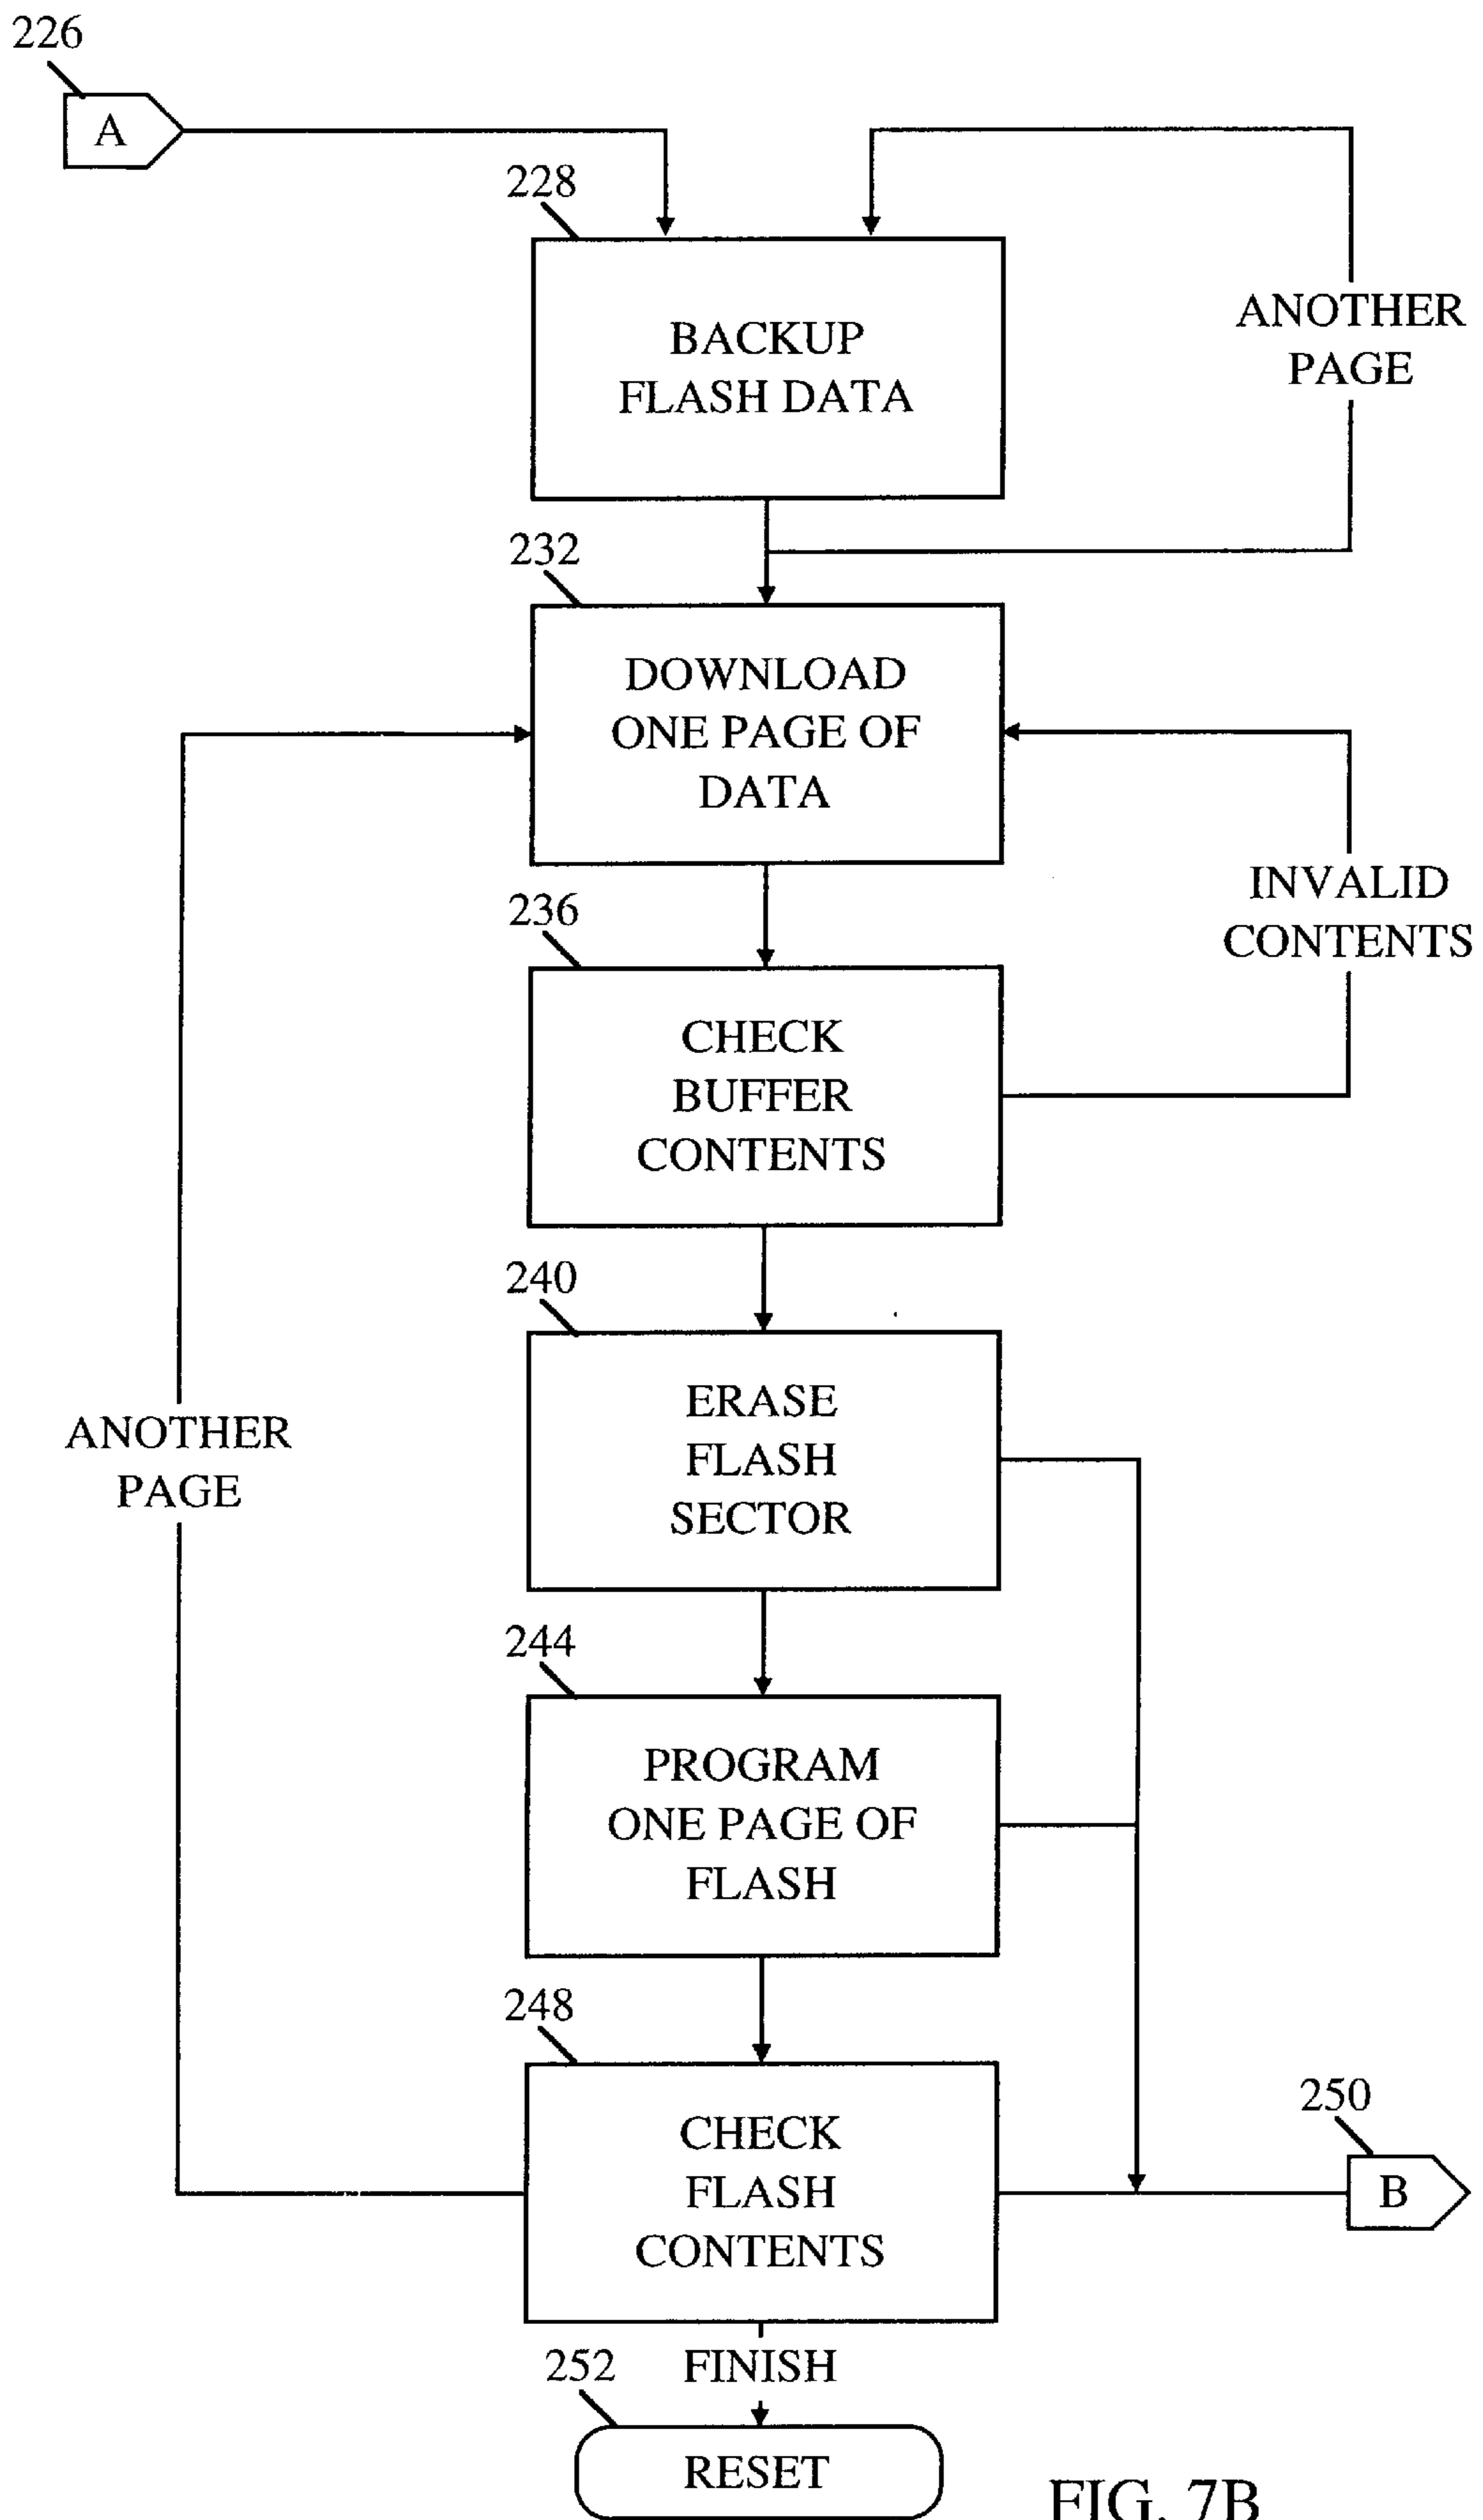 226
A
228
BACKUP
FLASH DATA
ANOTHER
PAGE
232
DOWNLOAD
ONE PAGE OF
DATA
INVALID
CONTENTS
236
CHECK
BUFFER
CONTENTS
240
ERASE
FLASH
SECTOR
ANOTHER
PAGE
244
PROGRAM
ONE PAGE OF
FLASH
248
CHECK
FLASH
CONTENTS
250
B
FINISH
252
RESET
FIG. 7B